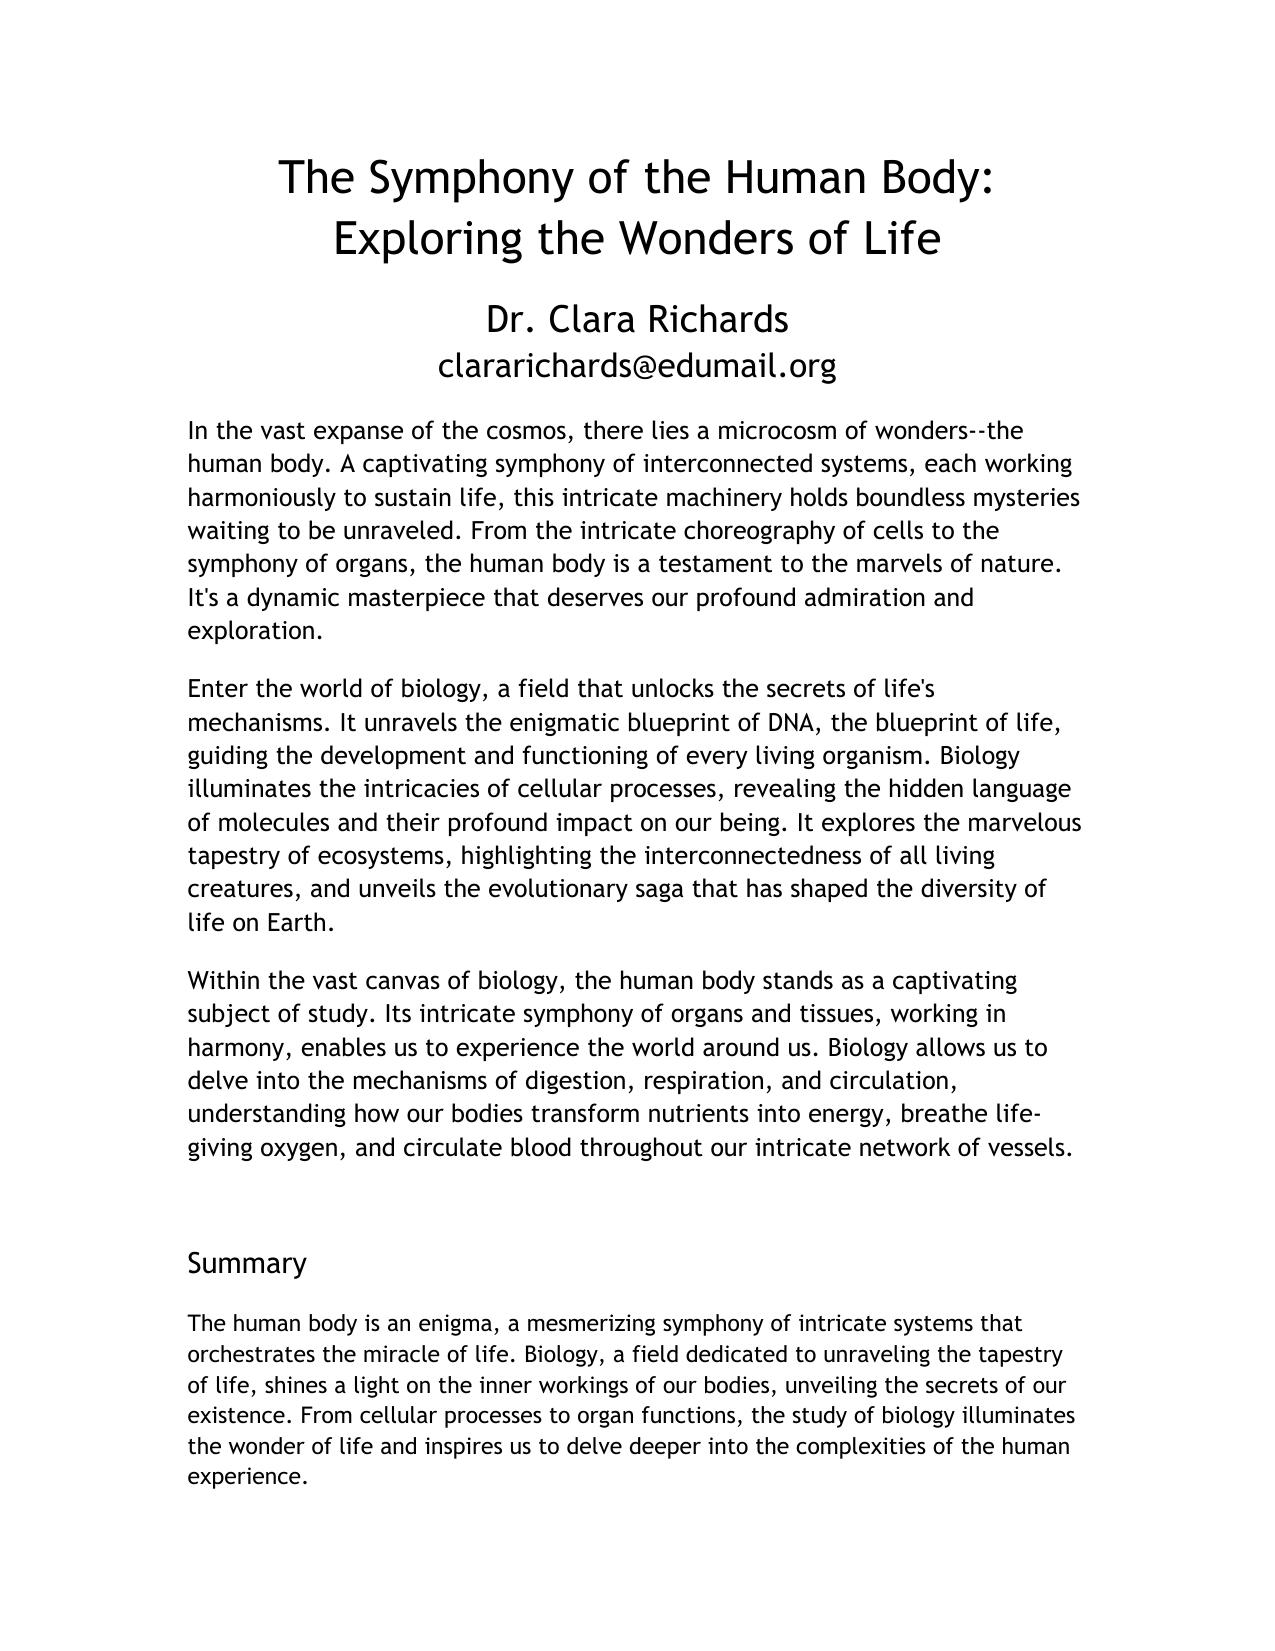 The Symphony of the Human Body:
Exploring the Wonders of Life
Dr. Clara Richards
clararichards@edumail.org
In the vast expanse of the cosmos, there lies a microcosm of wonders--the
human body. A captivating symphony of interconnected systems, each working
harmoniously to sustain life, this intricate machinery holds boundless mysteries
waiting to be unraveled. From the intricate choreography of cells to the
symphony of organs, the human body is a testament to the marvels of nature.
It's a dynamic masterpiece that deserves our profound admiration and
exploration.
Enter the world of biology, a field that unlocks the secrets of life's
mechanisms. It unravels the enigmatic blueprint of DNA, the blueprint of life,
guiding the development and functioning of every living organism. Biology
illuminates the intricacies of cellular processes, revealing the hidden language
of molecules and their profound impact on our being. It explores the marvelous
tapestry of ecosystems, highlighting the interconnectedness of all living
creatures, and unveils the evolutionary saga that has shaped the diversity of
life on Earth.
Within the vast canvas of biology, the human body stands as a captivating
subject of study. Its intricate symphony of organs and tissues, working in
harmony, enables us to experience the world around us. Biology allows us to
delve into the mechanisms of digestion, respiration, and circulation,
understanding how our bodies transform nutrients into energy, breathe life-
giving oxygen, and circulate blood throughout our intricate network of vessels.
Summary
The human body is an enigma, a mesmerizing symphony of intricate systems that
orchestrates the miracle of life. Biology, a field dedicated to unraveling the tapestry
of life, shines a light on the inner workings of our bodies, unveiling the secrets of our
existence. From cellular processes to organ functions, the study of biology illuminates
the wonder of life and inspires us to delve deeper into the complexities of the human
experience.